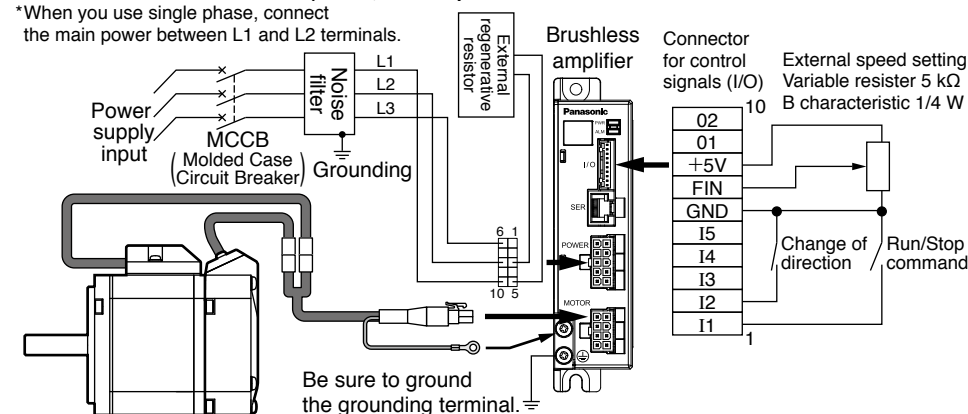 *When you use single phase, connect
the main power between L1 and L2 terminals.
L1
L2
L3
Noise
filter
Power
supply
input
MCCB
(Molded Case
Circuit Breaker)
Grounding
External
regenerative
resistor
6 1
10 5
Brushless
amplifier
Panasonic
PWR
ALM
I/O
SER
POWER
MOTOR
Connector
for control
signals (I/O)
External speed setting
Variable resister 5 kΩ
B characteristic 1/4 W
10
02
01
+5V
FIN
GND
I5
I4
I3
I2
I1
1
Change of
direction
Run/Stop
command
Be sure to ground
the grounding terminal.